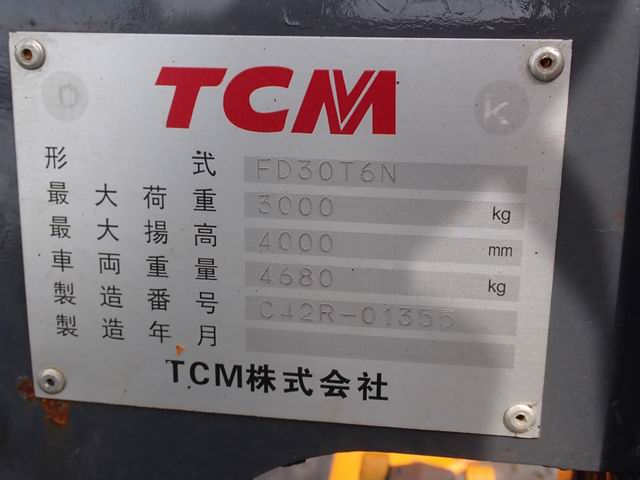 D
k
TCM
形式 FD30T6N
最大荷重 3000 kg
最大揚高 4000 mm
車両重量 4680 kg
製造番号 C42R-01355
製造年月
TCM株式会社